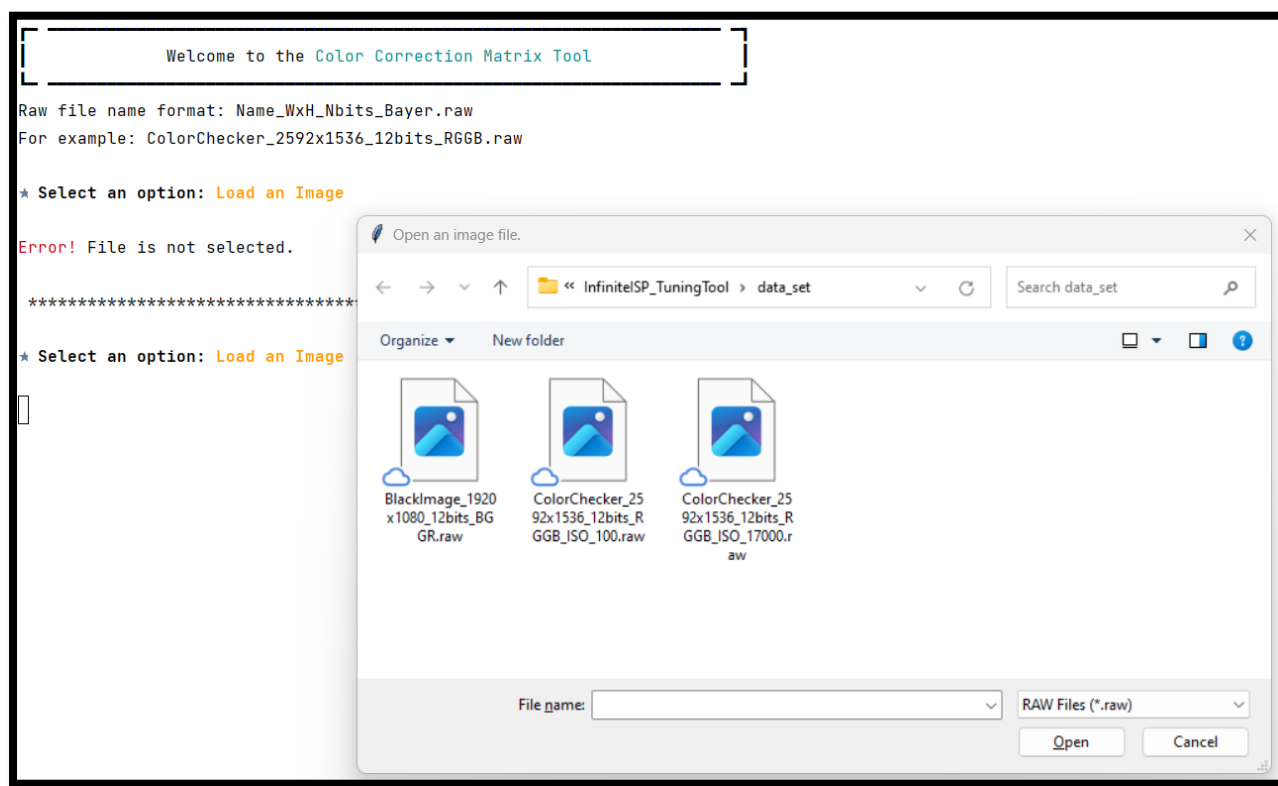 Welcome to the Color Correction Matrix Tool
Raw file name format: Name_WxH_Nbits_Bayer.raw
For example: ColorChecker_2592x1536_12bits_RGGB.raw
★ Select an option: Load an Image
Error! File is not selected.
*********************************
★ Select an option: Load an Image
Open an image file.
« InfiniteISP_TuningTool › data_set
Search data_set
Organize
New folder
?
BlackImage_1920
x1080_12bits_BG
GR.raw
ColorChecker_25
92x1536_12bits_R
GGB_ISO_100.raw
ColorChecker_25
92x1536_12bits_R
GGB_ISO_17000.r
aw
File name:
RAW Files (*.raw)
Open
Cancel